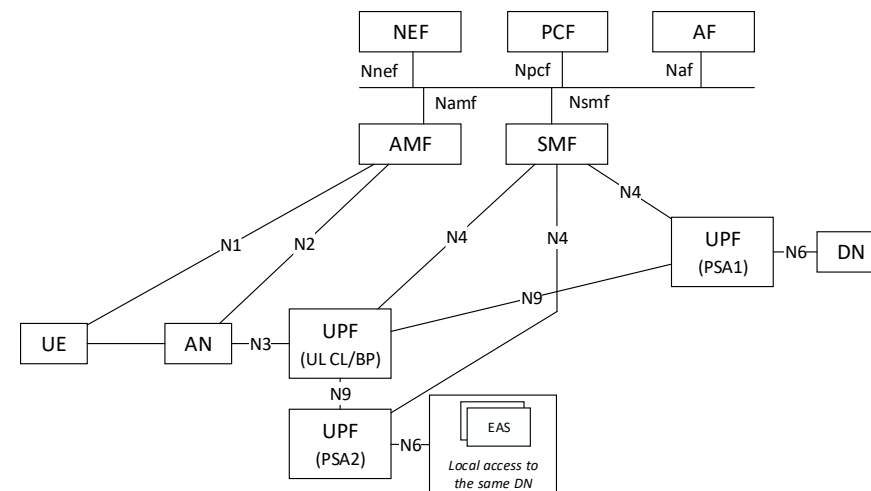 NEF
PCF
AF
Nnef
Npcf
Naf
Namf
Nsmf
AMF
SMF
N1
N2
N4
N4
N4
UPF
(PSA1)
N6
DN
N9
UE
AN
N3
UPF
(UL CL/BP)
N9
UPF
(PSA2)
N6
EAS
Local access to
the same DN